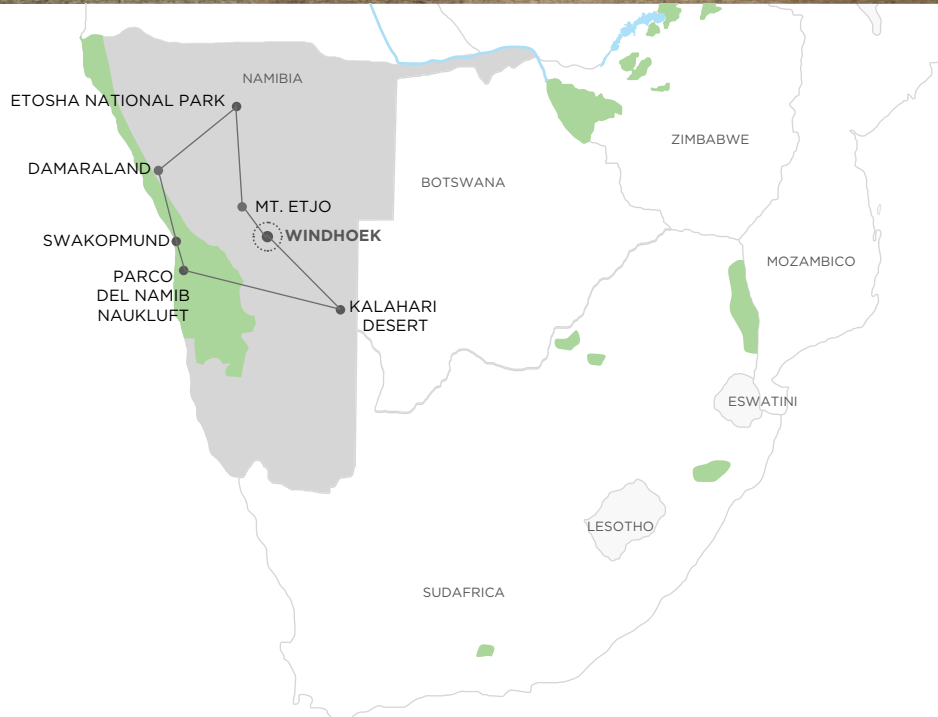 NAMIBIA
ETOSHA NATIONAL PARK
ZIMBABWE
DAMARALAND
BOTSWANA
MT. ETJO
WINDHOEK
SWAKOPMUND
MOZAMBICO
PARCO
DEL NAMIB
NAUKLUFT
KALAHARI
DESERT
ESWATINI
LESOTHO
SUDAFRICA